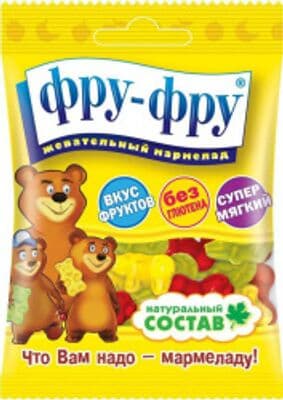 фру-фру®
жевательный мармелад
ВКУС
ФРУКТОВ
без
ГЛЮТЕНА
СУПЕР
МЯГКИЙ
натуральный
СОСТАВ
Что Вам надо – мармеладу!